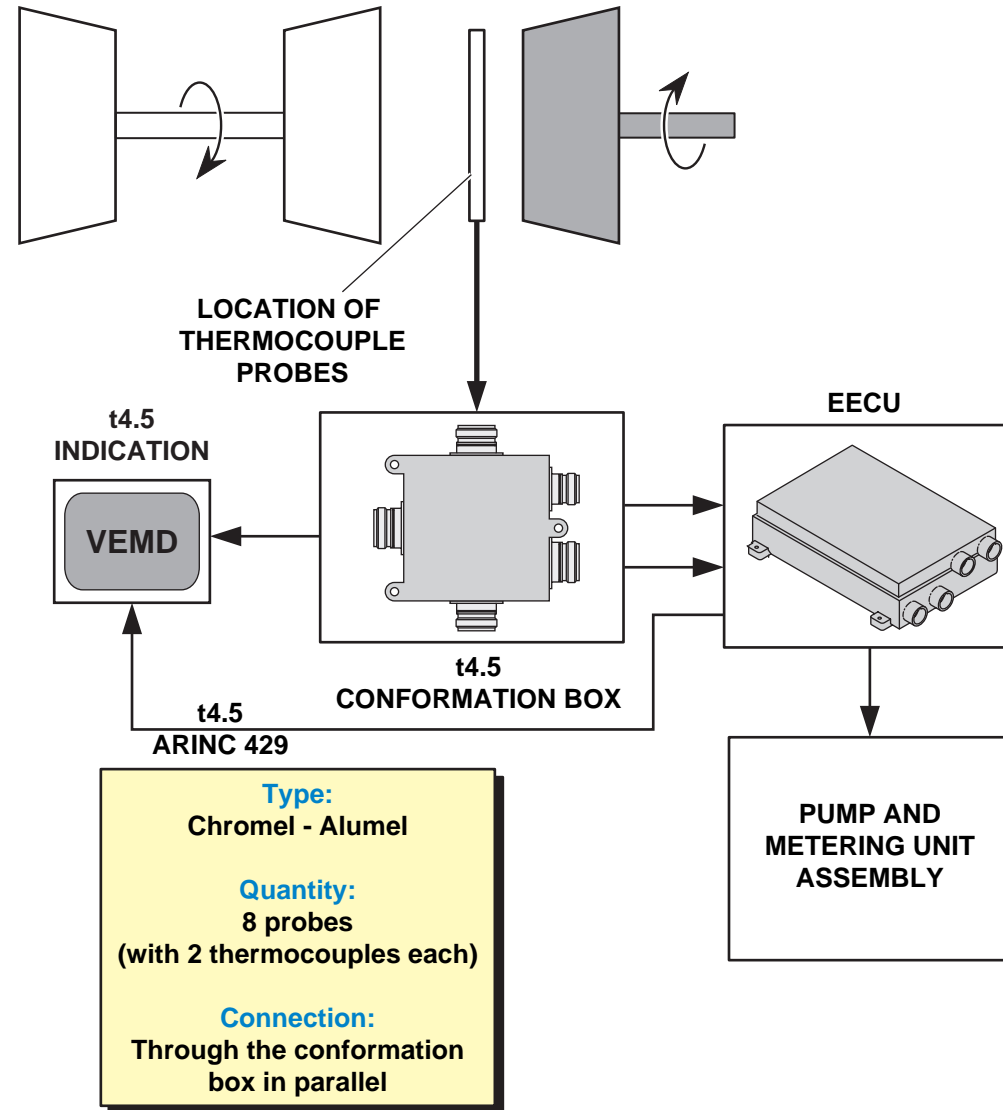 LOCATION OF
THERMOCOUPLE
PROBES
t4.5
INDICATION
VEMD
EECU
t4.5
CONFORMATION BOX
t4.5
ARINC 429
PUMP AND
METERING UNIT
ASSEMBLY
Type:
Chromel - Alumel
Quantity:
8 probes
(with 2 thermocouples each)
Connection:
Through the conformation
box in parallel